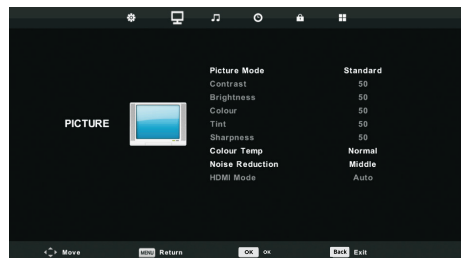 PICTURE
Picture Mode Standard
Contrast 50
Brightness 50
Colour 50
Tint 50
Sharpness 50
Colour Temp Normal
Noise Reduction Middle
HDMI Mode Auto
Move MENU Return OK OK Back Exit